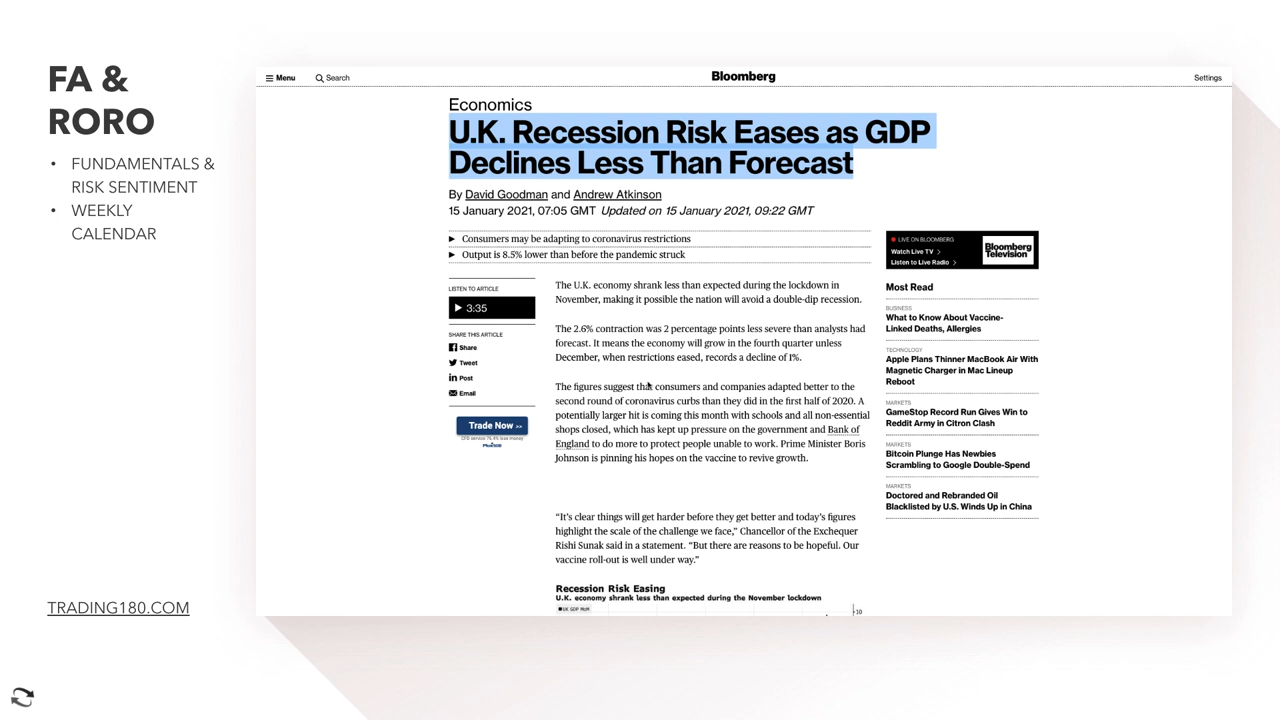 FA &
RORO
• FUNDAMENTALS &
RISK SENTIMENT
• WEEKLY
CALENDAR
TRADING180.COM
Menu
Search
Bloomberg
Settings
Economics
U.K. Recession Risk Eases as GDP
Declines Less Than Forecast
By David Goodman and Andrew Atkinson
15 January 2021, 07:05 GMT Updated on 15 January 2021, 09:22 GMT
Consumers may be adapting to coronavirus restrictions
Output is 8.5% lower than before the pandemic struck
LISTEN TO ARTICLE
3:35
SHARE THIS ARTICLE
Share
Tweet
Post
Email
Trade Now >>
CFD service 76.4% lose money
Plus500
The U.K. economy shrank less than expected during the lockdown in
November, making it possible the nation will avoid a double-dip recession.
The 2.6% contraction was 2 percentage points less severe than analysts had
forecast. It means the economy will grow in the fourth quarter unless
December, when restrictions eased, records a decline of 1%.
The figures suggest that consumers and companies adapted better to the
second round of coronavirus curbs than they did in the first half of 2020. A
potentially larger hit is coming this month with schools and all non-essential
shops closed, which has kept up pressure on the government and Bank of
England to do more to protect people unable to work. Prime Minister Boris
Johnson is pinning his hopes on the vaccine to revive growth.
“It’s clear things will get harder before they get better and today’s figures
highlight the scale of the challenge we face,” Chancellor of the Exchequer
Rishi Sunak said in a statement. “But there are reasons to be hopeful. Our
vaccine roll-out is well under way.”
Recession Risk Easing
U.K. economy shrank less than expected during the November lockdown
UK GDP MoM
10
LIVE ON BLOOMBERG
Watch Live TV >
Listen to Live Radio >
Bloomberg
Television
Most Read
BUSINESS
What to Know About Vaccine-
Linked Deaths, Allergies
TECHNOLOGY
Apple Plans Thinner MacBook Air With
Magnetic Charger in Mac Lineup
Reboot
MARKETS
GameStop Record Run Gives Win to
Reddit Army in Citron Clash
MARKETS
Bitcoin Plunge Has Newbies
Scrambling to Google Double-Spend
MARKETS
Doctored and Rebranded Oil
Blacklisted by U.S. Winds Up in China